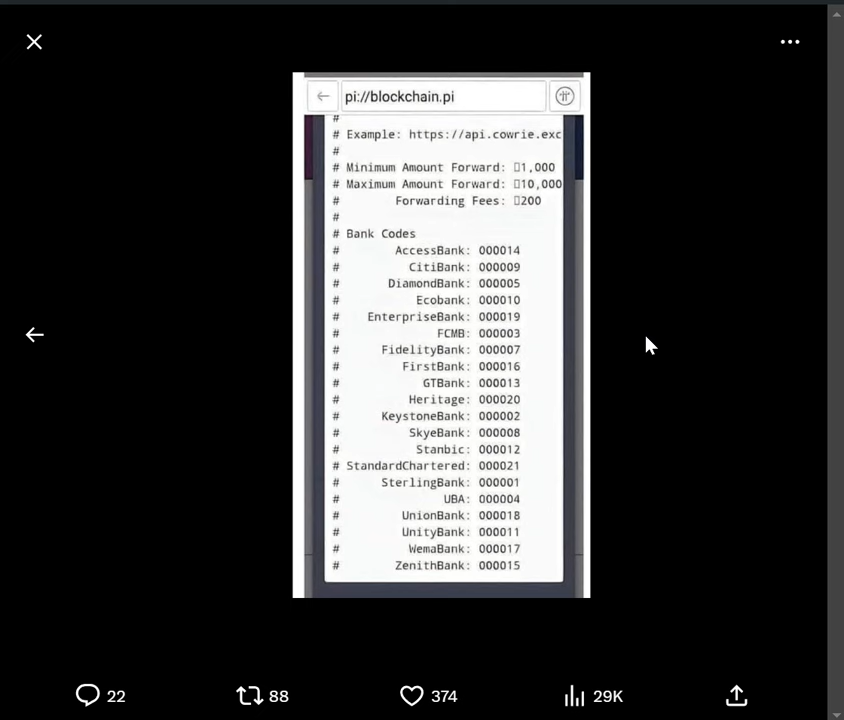 pi://blockchain.pi
#
# Example: https://api.cowrie.exc
#
# Minimum Amount Forward: 1,000
# Maximum Amount Forward: 10,000
# Forwarding Fees: 200
#
# Bank Codes
# AccessBank: 000014
# CitiBank: 000009
# DiamondBank: 000005
# Ecobank: 000010
# EnterpriseBank: 000019
# FCMB: 000003
# FidelityBank: 000007
# FirstBank: 000016
# GTBank: 000013
# Heritage: 000020
# KeystoneBank: 000002
# SkyeBank: 000008
# Stanbic: 000012
# StandardChartered: 000021
# SterlingBank: 000001
# UBA: 000004
# UnionBank: 000018
# UnityBank: 000011
# WemaBank: 000017
# ZenithBank: 000015
22 88 374 29K